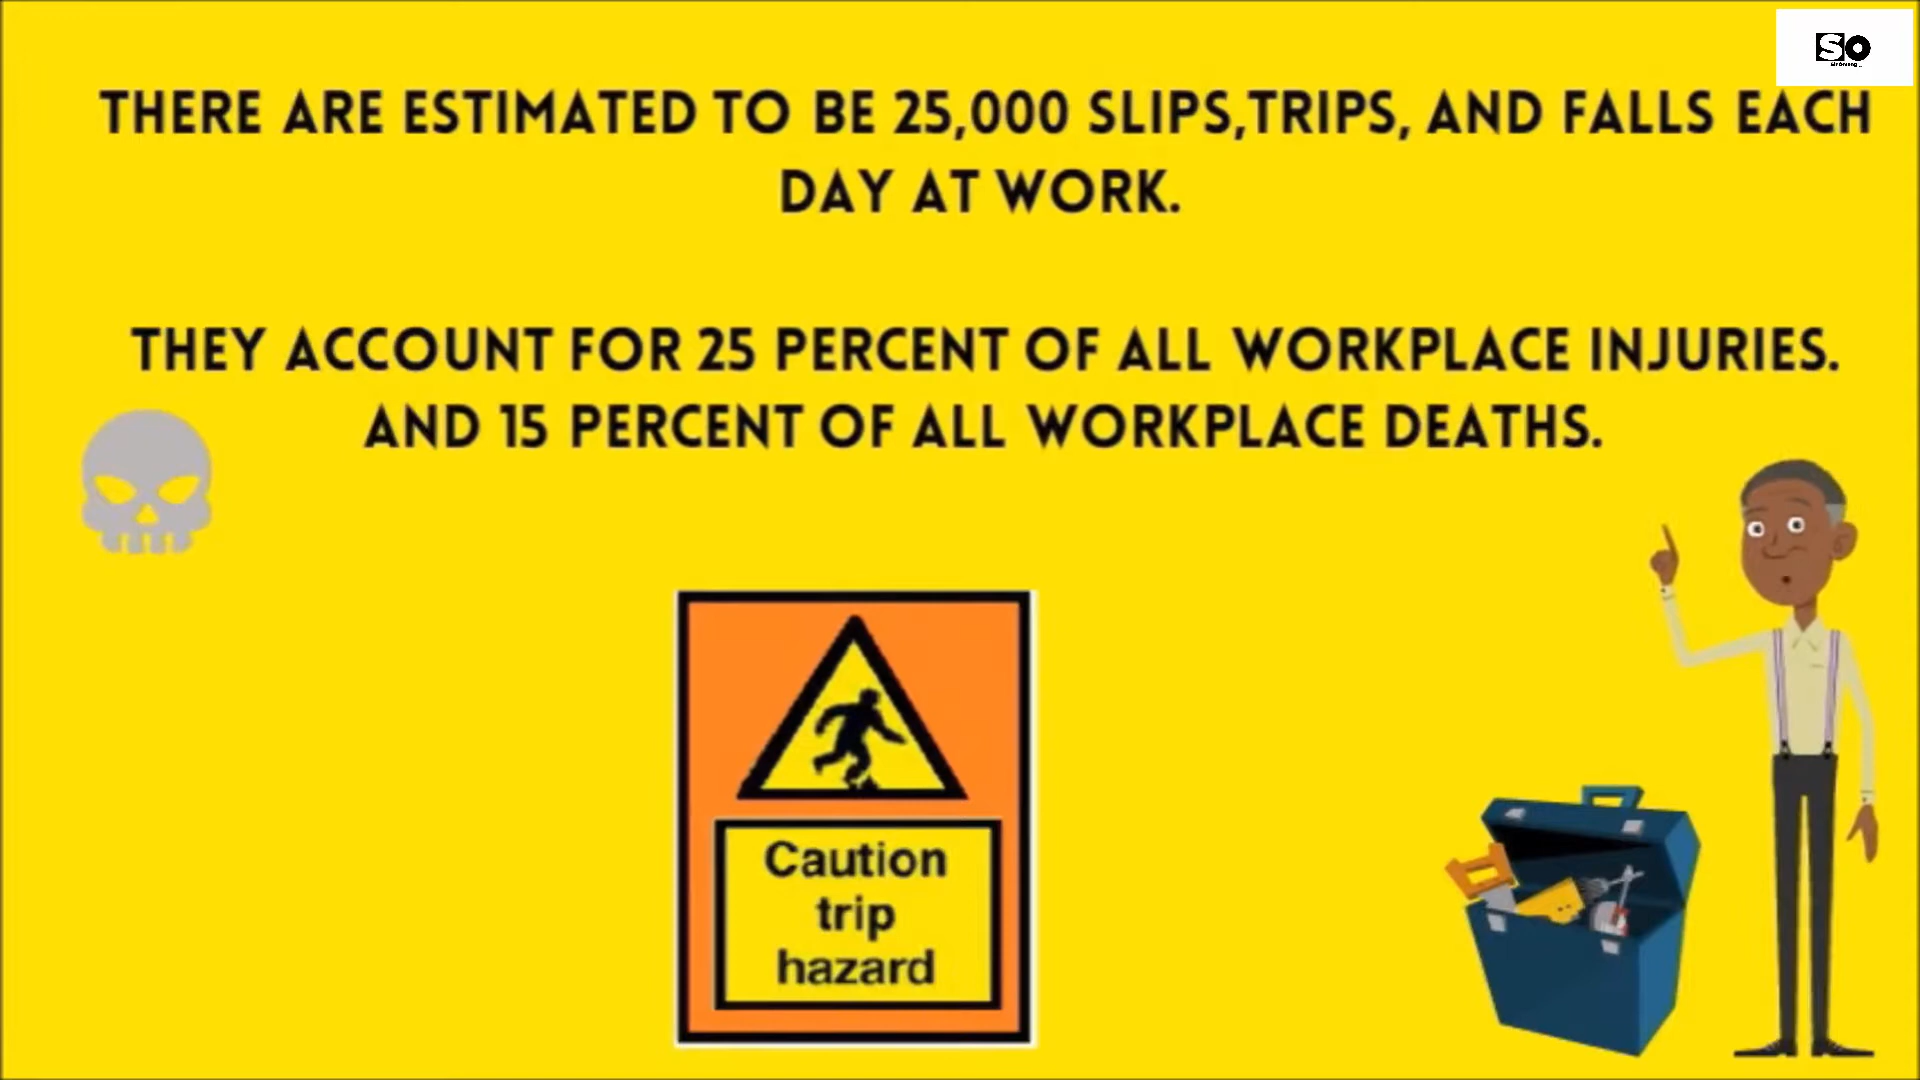 SO
THERE ARE ESTIMATED TO BE 25,000 SLIPS,TRIPS, AND FALLS EACH
DAY AT WORK.
THEY ACCOUNT FOR 25 PERCENT OF ALL WORKPLACE INJURIES.
AND 15 PERCENT OF ALL WORKPLACE DEATHS.
Caution
trip
hazard